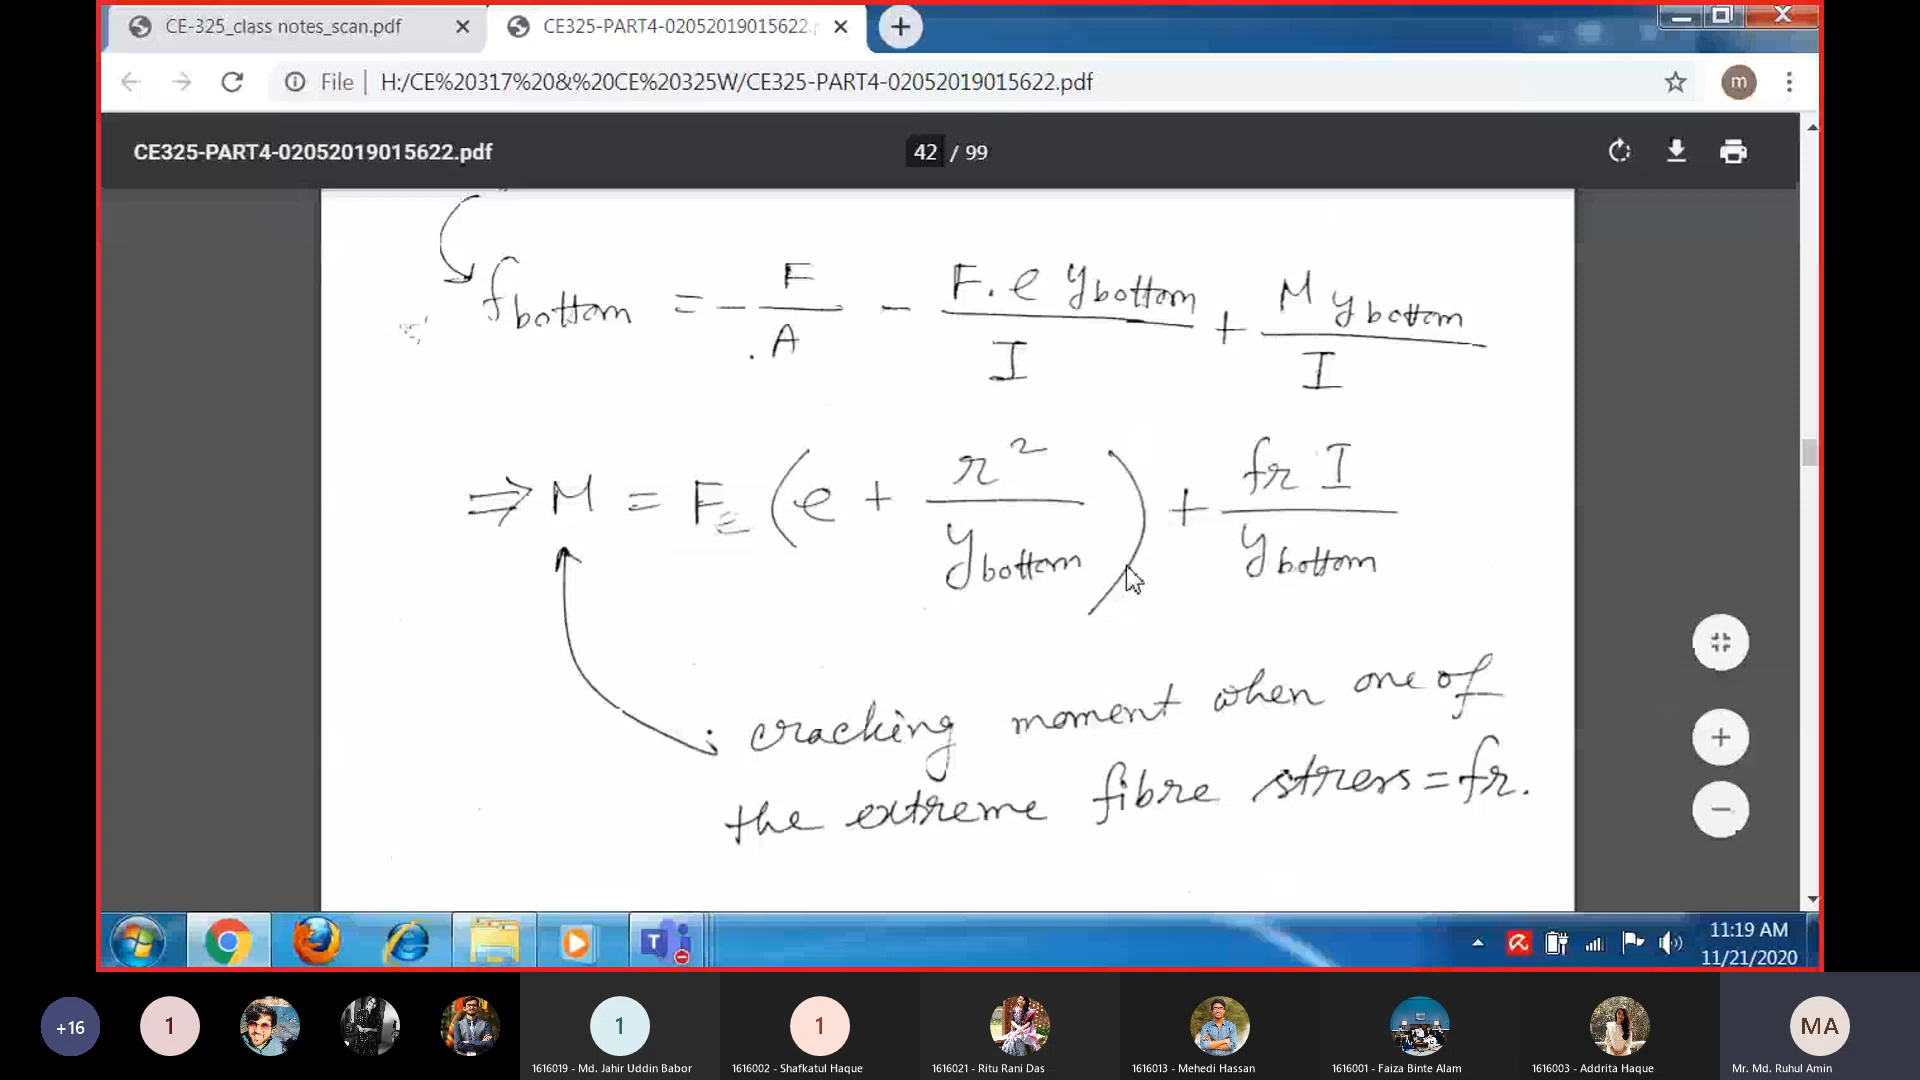 CE-325_class notes_scan.pdf
CE325-PART4-02052019015622.p
File | H:/CE%20317%20&%20CE%20325W/CE325-PART4-02052019015622.pdf
m
CE325-PART4-02052019015622.pdf
42 / 99
f bottom = - F/A - F.e y bottom / I + M y bottom / I
⇒ M = F_E (e + r² / y bottom) + fr I / y bottom
: cracking moment when one of
the extreme fibre stress = fr.
11:19 AM
11/21/2020
T
+16
1
1
1616019 - Md. Jahir Uddin Babor
1
1616002 - Shafkatul Haque
1616021 - Ritu Rani Das
1616013 - Mehedi Hassan
1616001 - Faiza Binte Alam
1616003 - Addrita Haque
MA
Mr. Md. Ruhul Amin